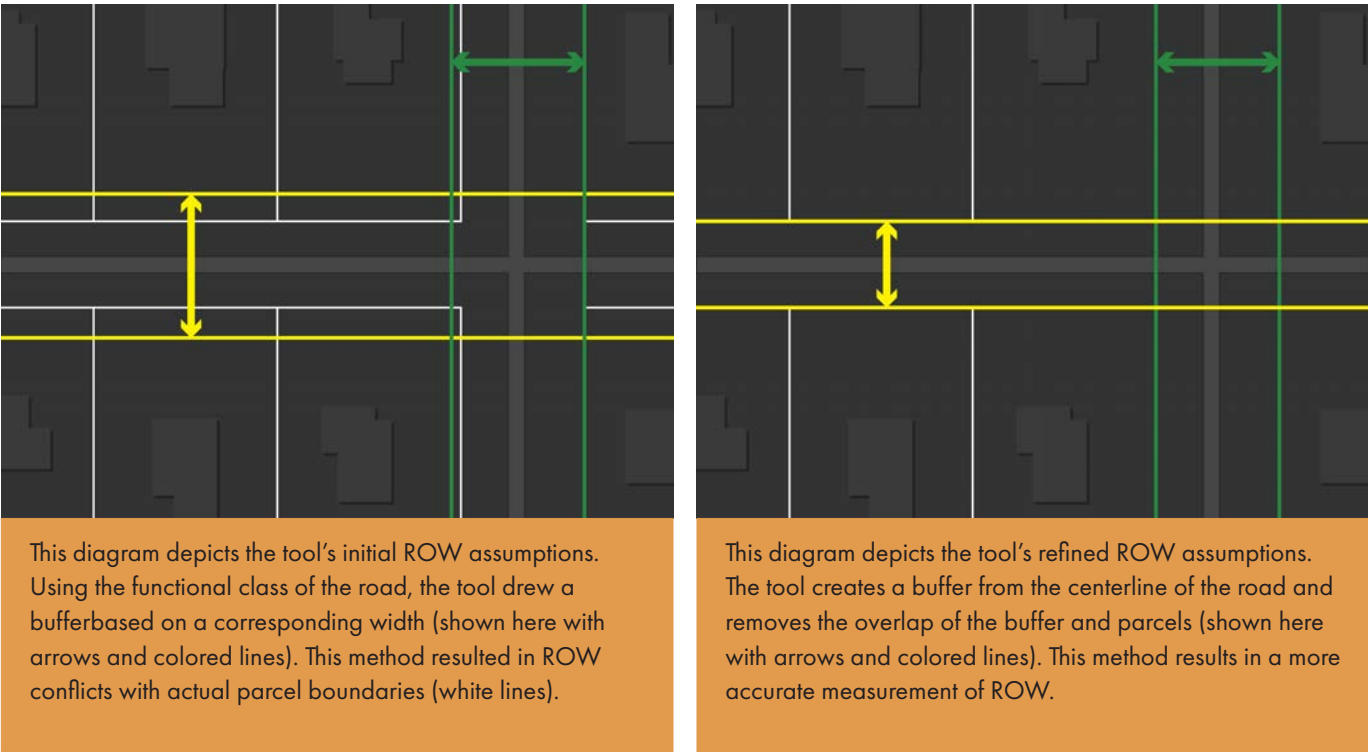 This diagram depicts the tool’s initial ROW assumptions.
Using the functional class of the road, the tool drew a
bufferbased on a corresponding width (shown here with
arrows and colored lines). This method resulted in ROW
conflicts with actual parcel boundaries (white lines).
This diagram depicts the tool’s refined ROW assumptions.
The tool creates a buffer from the centerline of the road and
removes the overlap of the buffer and parcels (shown here
with arrows and colored lines). This method results in a more
accurate measurement of ROW.